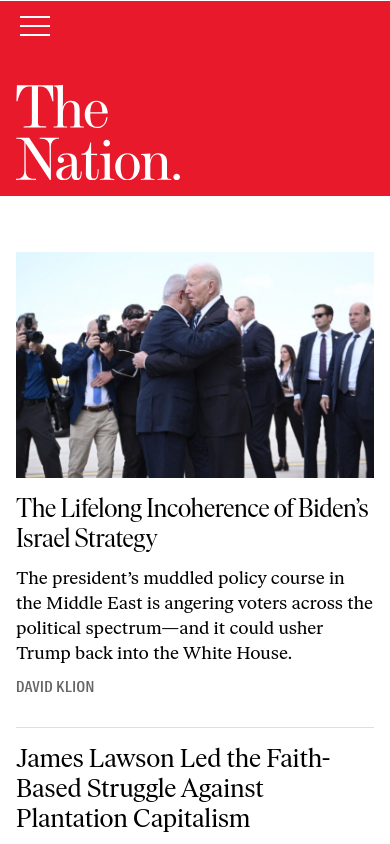 The
Nation.
The Lifelong Incoherence of Biden’s
Israel Strategy
The president’s muddled policy course in
the Middle East is angering voters across the
political spectrum—and it could usher
Trump back into the White House.
DAVID KLION
James Lawson Led the Faith-
Based Struggle Against
Plantation Capitalism